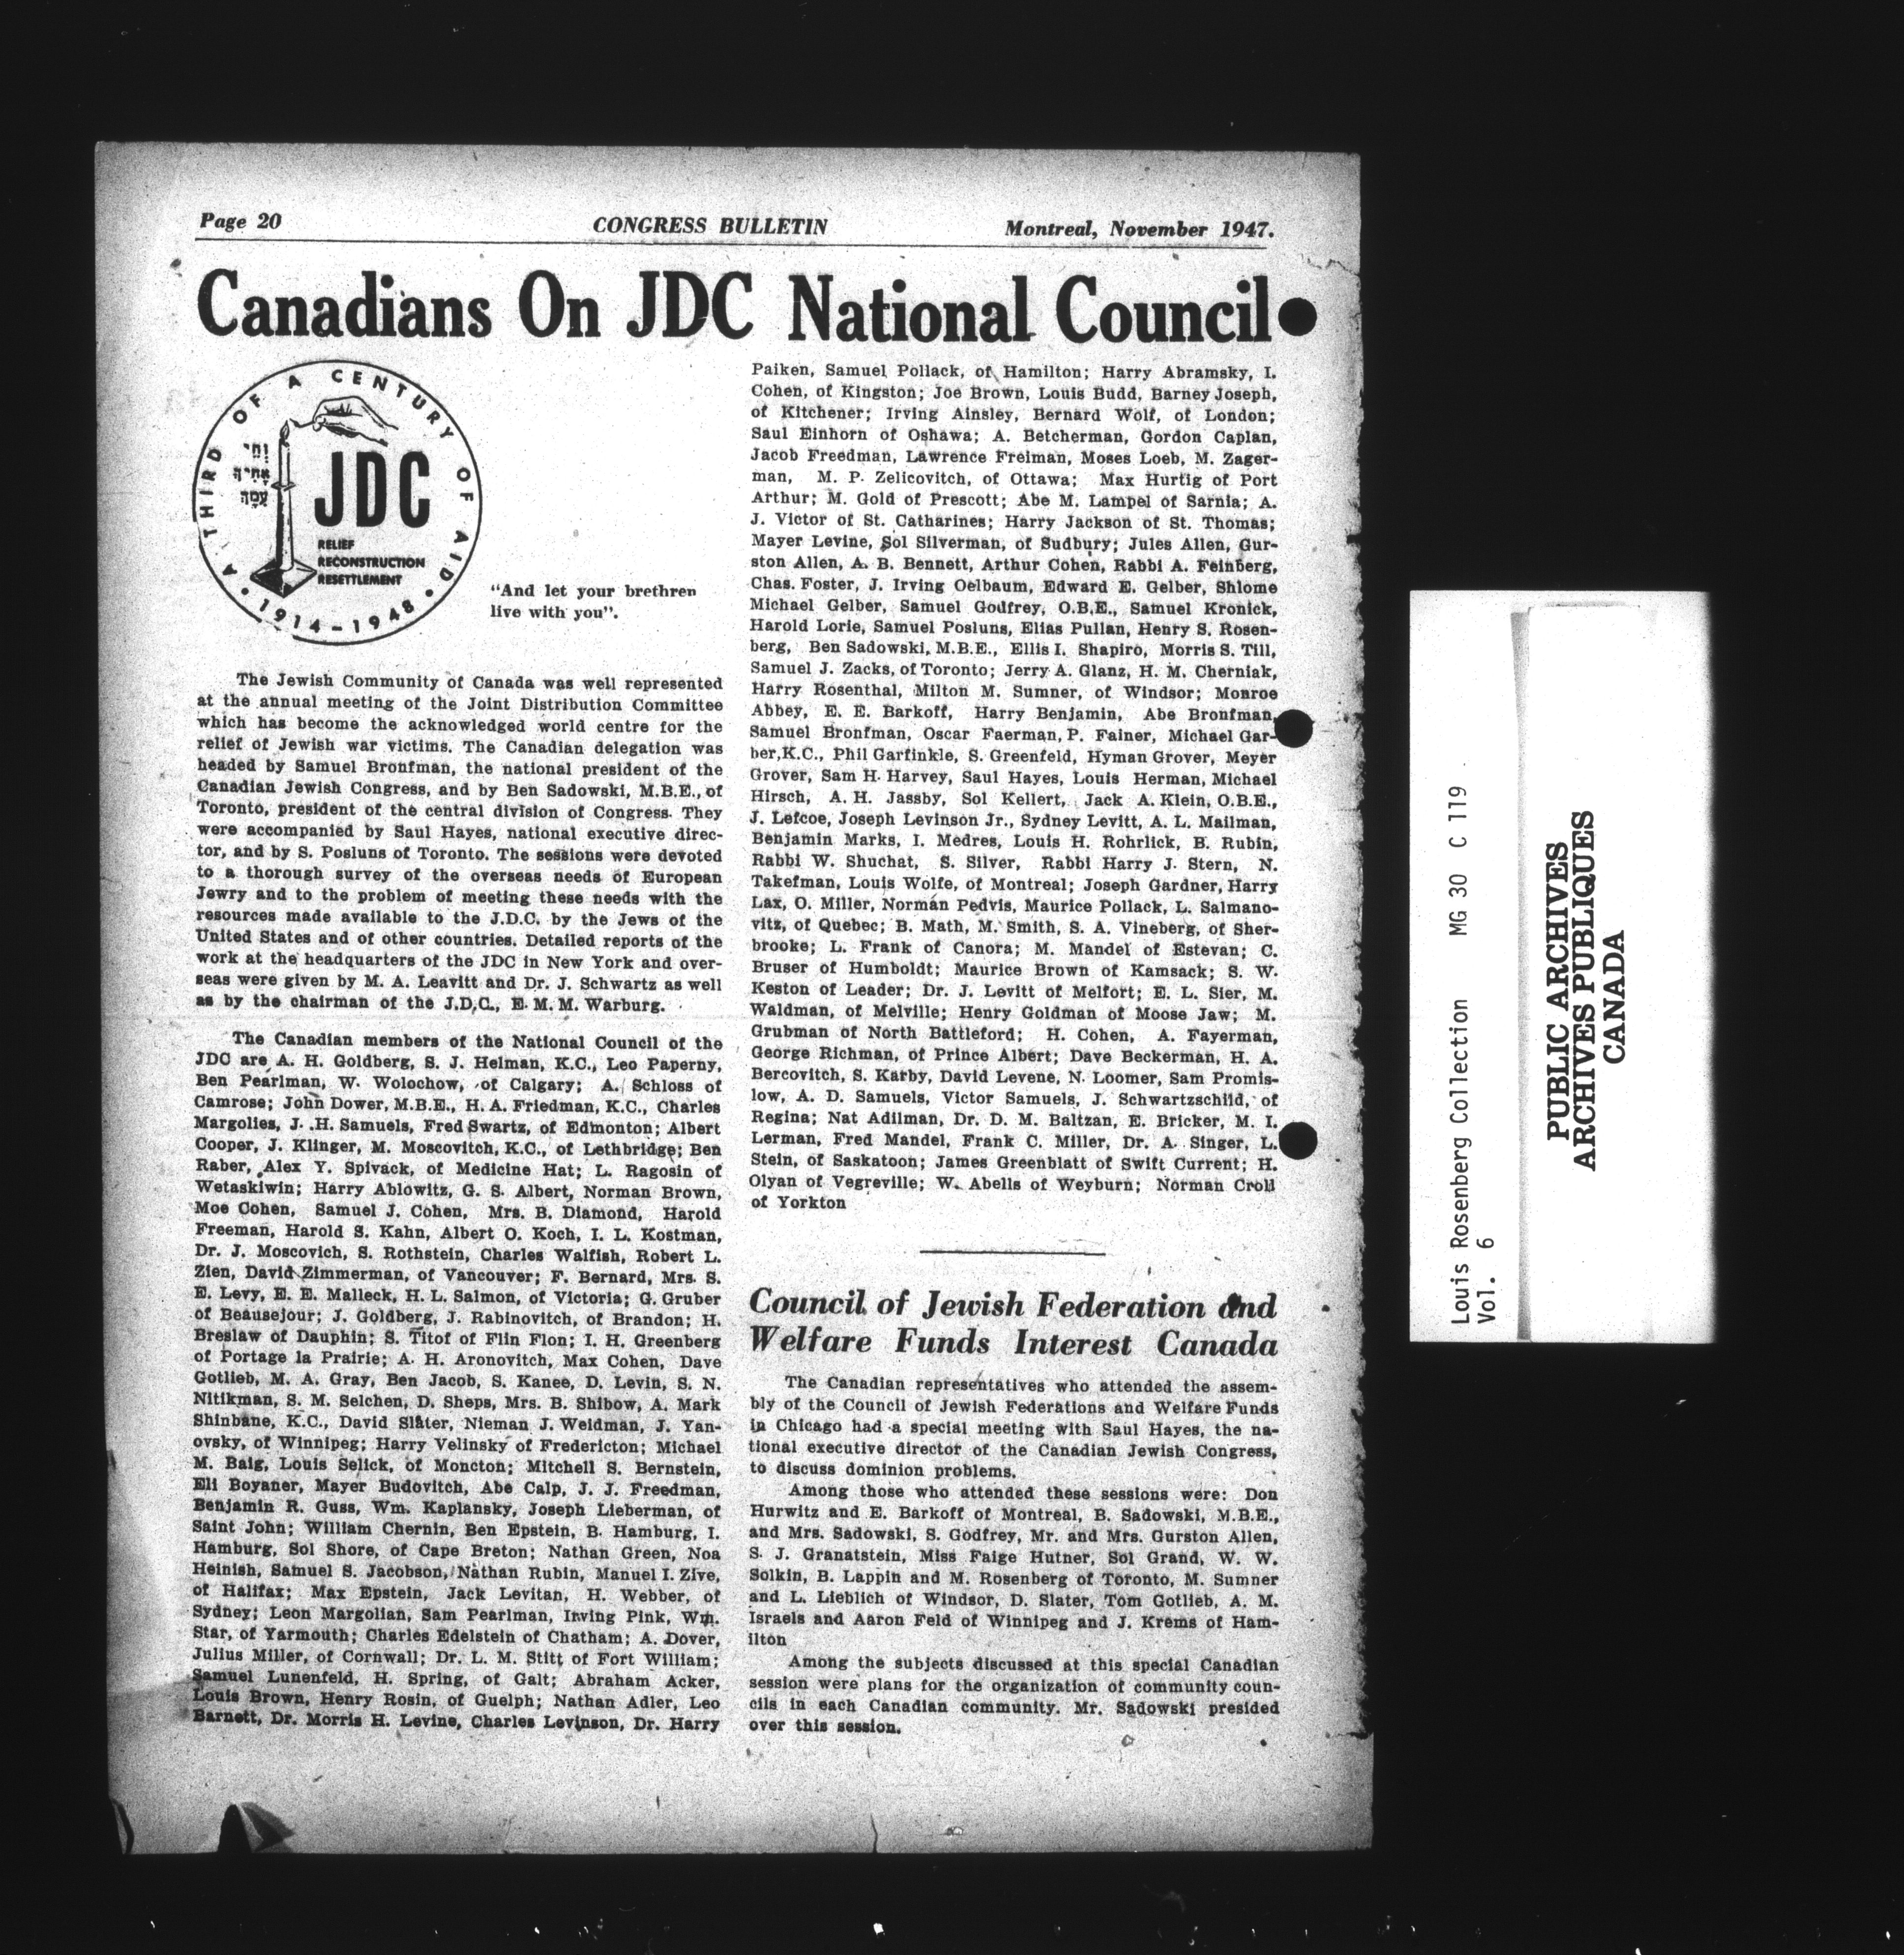 Page 20
CONGRESS BULLETIN
Montreal, November 1947.
Canadians On JDC National Council
A THIRD OF A CENTURY OF AID
1914-1948
וחי
אחיך
עמך
JDC
RELIEF
RECONSTRUCTION
RESETTLEMENT
"And let your brethren
live with you".
The Jewish Community of Canada was well represented
at the annual meeting of the Joint Distribution Committee
which has become the acknowledged world centre for the
relief of Jewish war victims. The Canadian delegation was
headed by Samuel Bronfman, the national president of the
Canadian Jewish Congress, and by Ben Sadowski, M.B.E., of
Toronto, president of the central division of Congress. They
were accompanied by Saul Hayes, national executive direc-
tor, and by S. Posluns of Toronto. The sessions were devoted
to a thorough survey of the overseas needs of European
Jewry and to the problem of meeting these needs with the
resources made available to the J.D.C. by the Jews of the
United States and of other countries. Detailed reports of the
work at the headquarters of the JDC in New York and over-
seas were given by M. A. Leavitt and Dr. J. Schwartz as well
as by the chairman of the J.D.C., E. M. M. Warburg.
The Canadian members of the National Council of the
JDC are A. H. Goldberg, S. J. Helman, K.C., Leo Paperny,
Ben Pearlman, W. Wolochow, of Calgary; A. Schloss of
Camrose; John Dower, M.B.E., H. A. Friedman, K.C., Charles
Margolies, J. H. Samuels, Fred Swartz, of Edmonton; Albert
Cooper, J. Klinger, M. Moscovitch, K.C., of Lethbridge; Ben
Raber, Alex Y. Spivack, of Medicine Hat; L. Ragosin of
Wetaskiwin; Harry Ablowitz, G. S. Albert, Norman Brown,
Moe Cohen, Samuel J. Cohen, Mrs. B. Diamond, Harold
Freeman, Harold S. Kahn, Albert O. Koch, I. L. Kostman,
Dr. J. Moscovich, S. Rothstein, Charles Walfish, Robert L.
Zien, David Zimmerman, of Vancouver; F. Bernard, Mrs. S.
E. Levy, E. E. Malleck, H. L. Salmon, of Victoria; G. Gruber
of Beausejour; J. Goldberg, J. Rabinovitch, of Brandon; H.
Breslaw of Dauphin; S. Titof of Flin Flon; I. H. Greenberg
of Portage la Prairie; A. H. Aronovitch, Max Cohen, Dave
Gotlieb, M. A. Gray, Ben Jacob, S. Kanee, D. Levin, S. N.
Nitikman, S. M. Selchen, D. Sheps, Mrs. B. Shibow, A. Mark
Shinbane, K.C., David Slater, Nieman J. Weidman, J. Yan-
ovsky, of Winnipeg; Harry Velinsky of Fredericton; Michael
M. Baig, Louis Selick, of Moncton; Mitchell S. Bernstein,
Eli Boyaner, Mayer Budovitch, Abe Calp, J. J. Freedman,
Benjamin R. Guss, Wm. Kaplansky, Joseph Lieberman, of
Saint John; William Chernin, Ben Epstein, B. Hamburg, I.
Hamburg, Sol Shore, of Cape Breton; Nathan Green, Noa
Heinish, Samuel S. Jacobson, Nathan Rubin, Manuel I. Zive,
of Halifax; Max Epstein, Jack Levitan, H. Webber, of
Sydney; Leon Margolian, Sam Pearlman, Irving Pink, Wm.
Star, of Yarmouth; Charles Edelstein of Chatham; A. Dover,
Julius Miller, of Cornwall; Dr. L. M. Stitt of Fort William;
Samuel Lunenfeld, H. Spring, of Galt; Abraham Acker,
Louis Brown, Henry Rosin, of Guelph; Nathan Adler, Leo
Barnett, Dr. Morris H. Levine, Charles Levinson, Dr. Harry
Paiken, Samuel Pollack, of Hamilton; Harry Abramsky, I.
Cohen, of Kingston; Joe Brown, Louis Budd, Barney Joseph,
of Kitchener; Irving Ainsley, Bernard Wolf, of London;
Saul Einhorn of Oshawa; A. Betcherman, Gordon Caplan,
Jacob Freedman, Lawrence Freiman, Moses Loeb, M. Zager-
man, M. P. Zelicovitch, of Ottawa; Max Hurtig of Port
Arthur; M. Gold of Prescott; Abe M. Lampel of Sarnia; A.
J. Victor of St. Catharines; Harry Jackson of St. Thomas;
Mayer Levine, Sol Silverman, of Sudbury; Jules Allen, Gur-
ston Allen, A. B. Bennett, Arthur Cohen, Rabbi A. Feinberg,
Chas. Foster, J. Irving Oelbaum, Edward E. Gelber, Shlome
Michael Gelber, Samuel Godfrey, O.B.E., Samuel Kronick,
Harold Lorie, Samuel Posluns, Elias Pullan, Henry S. Rosen-
berg, Ben Sadowski, M.B.E., Ellis I. Shapiro, Morris S. Till,
Samuel J. Zacks, of Toronto; Jerry A. Glanz, H. M. Cherniak,
Harry Rosenthal, Milton M. Sumner, of Windsor; Monroe
Abbey, E. E. Barkoff, Harry Benjamin, Abe Bronfman,
Samuel Bronfman, Oscar Faerman, P. Fainer, Michael Gar-
ber, K.C., Phil Garfinkle, S. Greenfeld, Hyman Grover, Meyer
Grover, Sam H. Harvey, Saul Hayes, Louis Herman, Michael
Hirsch, A. H. Jassby, Sol Kellert, Jack A. Klein, O.B.E.,
J. Lefcoe, Joseph Levinson Jr., Sydney Levitt, A. L. Mailman,
Benjamin Marks, I. Medres, Louis H. Rohrlick, B. Rubin,
Rabbi W. Shuchat, S. Silver, Rabbi Harry J. Stern, N.
Takefman, Louis Wolfe, of Montreal; Joseph Gardner, Harry
Lax, O. Miller, Norman Pedvis, Maurice Pollack, L. Salmano-
vitz, of Quebec; B. Math, M. Smith, S. A. Vineberg, of Sher-
brooke; L. Frank of Canora; M. Mandel of Estevan; C.
Bruser of Humboldt; Maurice Brown of Kamsack; S. W.
Keston of Leader; Dr. J. Levitt of Melfort; E. L. Sier, M.
Waldman, of Melville; Henry Goldman of Moose Jaw; M.
Grubman of North Battleford; H. Cohen, A. Fayerman,
George Richman, of Prince Albert; Dave Beckerman, H. A.
Bercovitch, S. Karby, David Levene, N. Loomer, Sam Promis-
low, A. D. Samuels, Victor Samuels, J. Schwartzschild, of
Regina; Nat Adilman, Dr. D. M. Baltzan, E. Bricker, M. I.
Lerman, Fred Mandel, Frank C. Miller, Dr. A. Singer, L.
Stein, of Saskatoon; James Greenblatt of Swift Current; H.
Olyan of Vegreville; W. Abells of Weyburn; Norman Croll
of Yorkton
Council of Jewish Federation and
Welfare Funds Interest Canada
The Canadian representatives who attended the assem-
bly of the Council of Jewish Federations and Welfare Funds
in Chicago had a special meeting with Saul Hayes, the na-
tional executive director of the Canadian Jewish Congress,
to discuss dominion problems.
Among those who attended these sessions were: Don
Hurwitz and E. Barkoff of Montreal, B. Sadowski, M.B.E.,
and Mrs. Sadowski, S. Godfrey, Mr. and Mrs. Gurston Allen,
S. J. Granatstein, Miss Faige Hutner, Sol Grand, W. W.
Solkin, B. Lappin and M. Rosenberg of Toronto, M. Sumner
and L. Lieblich of Windsor, D. Slater, Tom Gotlieb, A. M.
Israels and Aaron Feld of Winnipeg and J. Krems of Ham-
ilton
Among the subjects discussed at this special Canadian
session were plans for the organization of community coun-
cils in each Canadian community. Mr. Sadowski presided
over this session.
Louis Rosenberg Collection MG 30 C 119
Vol. 6
PUBLIC ARCHIVES
ARCHIVES PUBLIQUES
CANADA